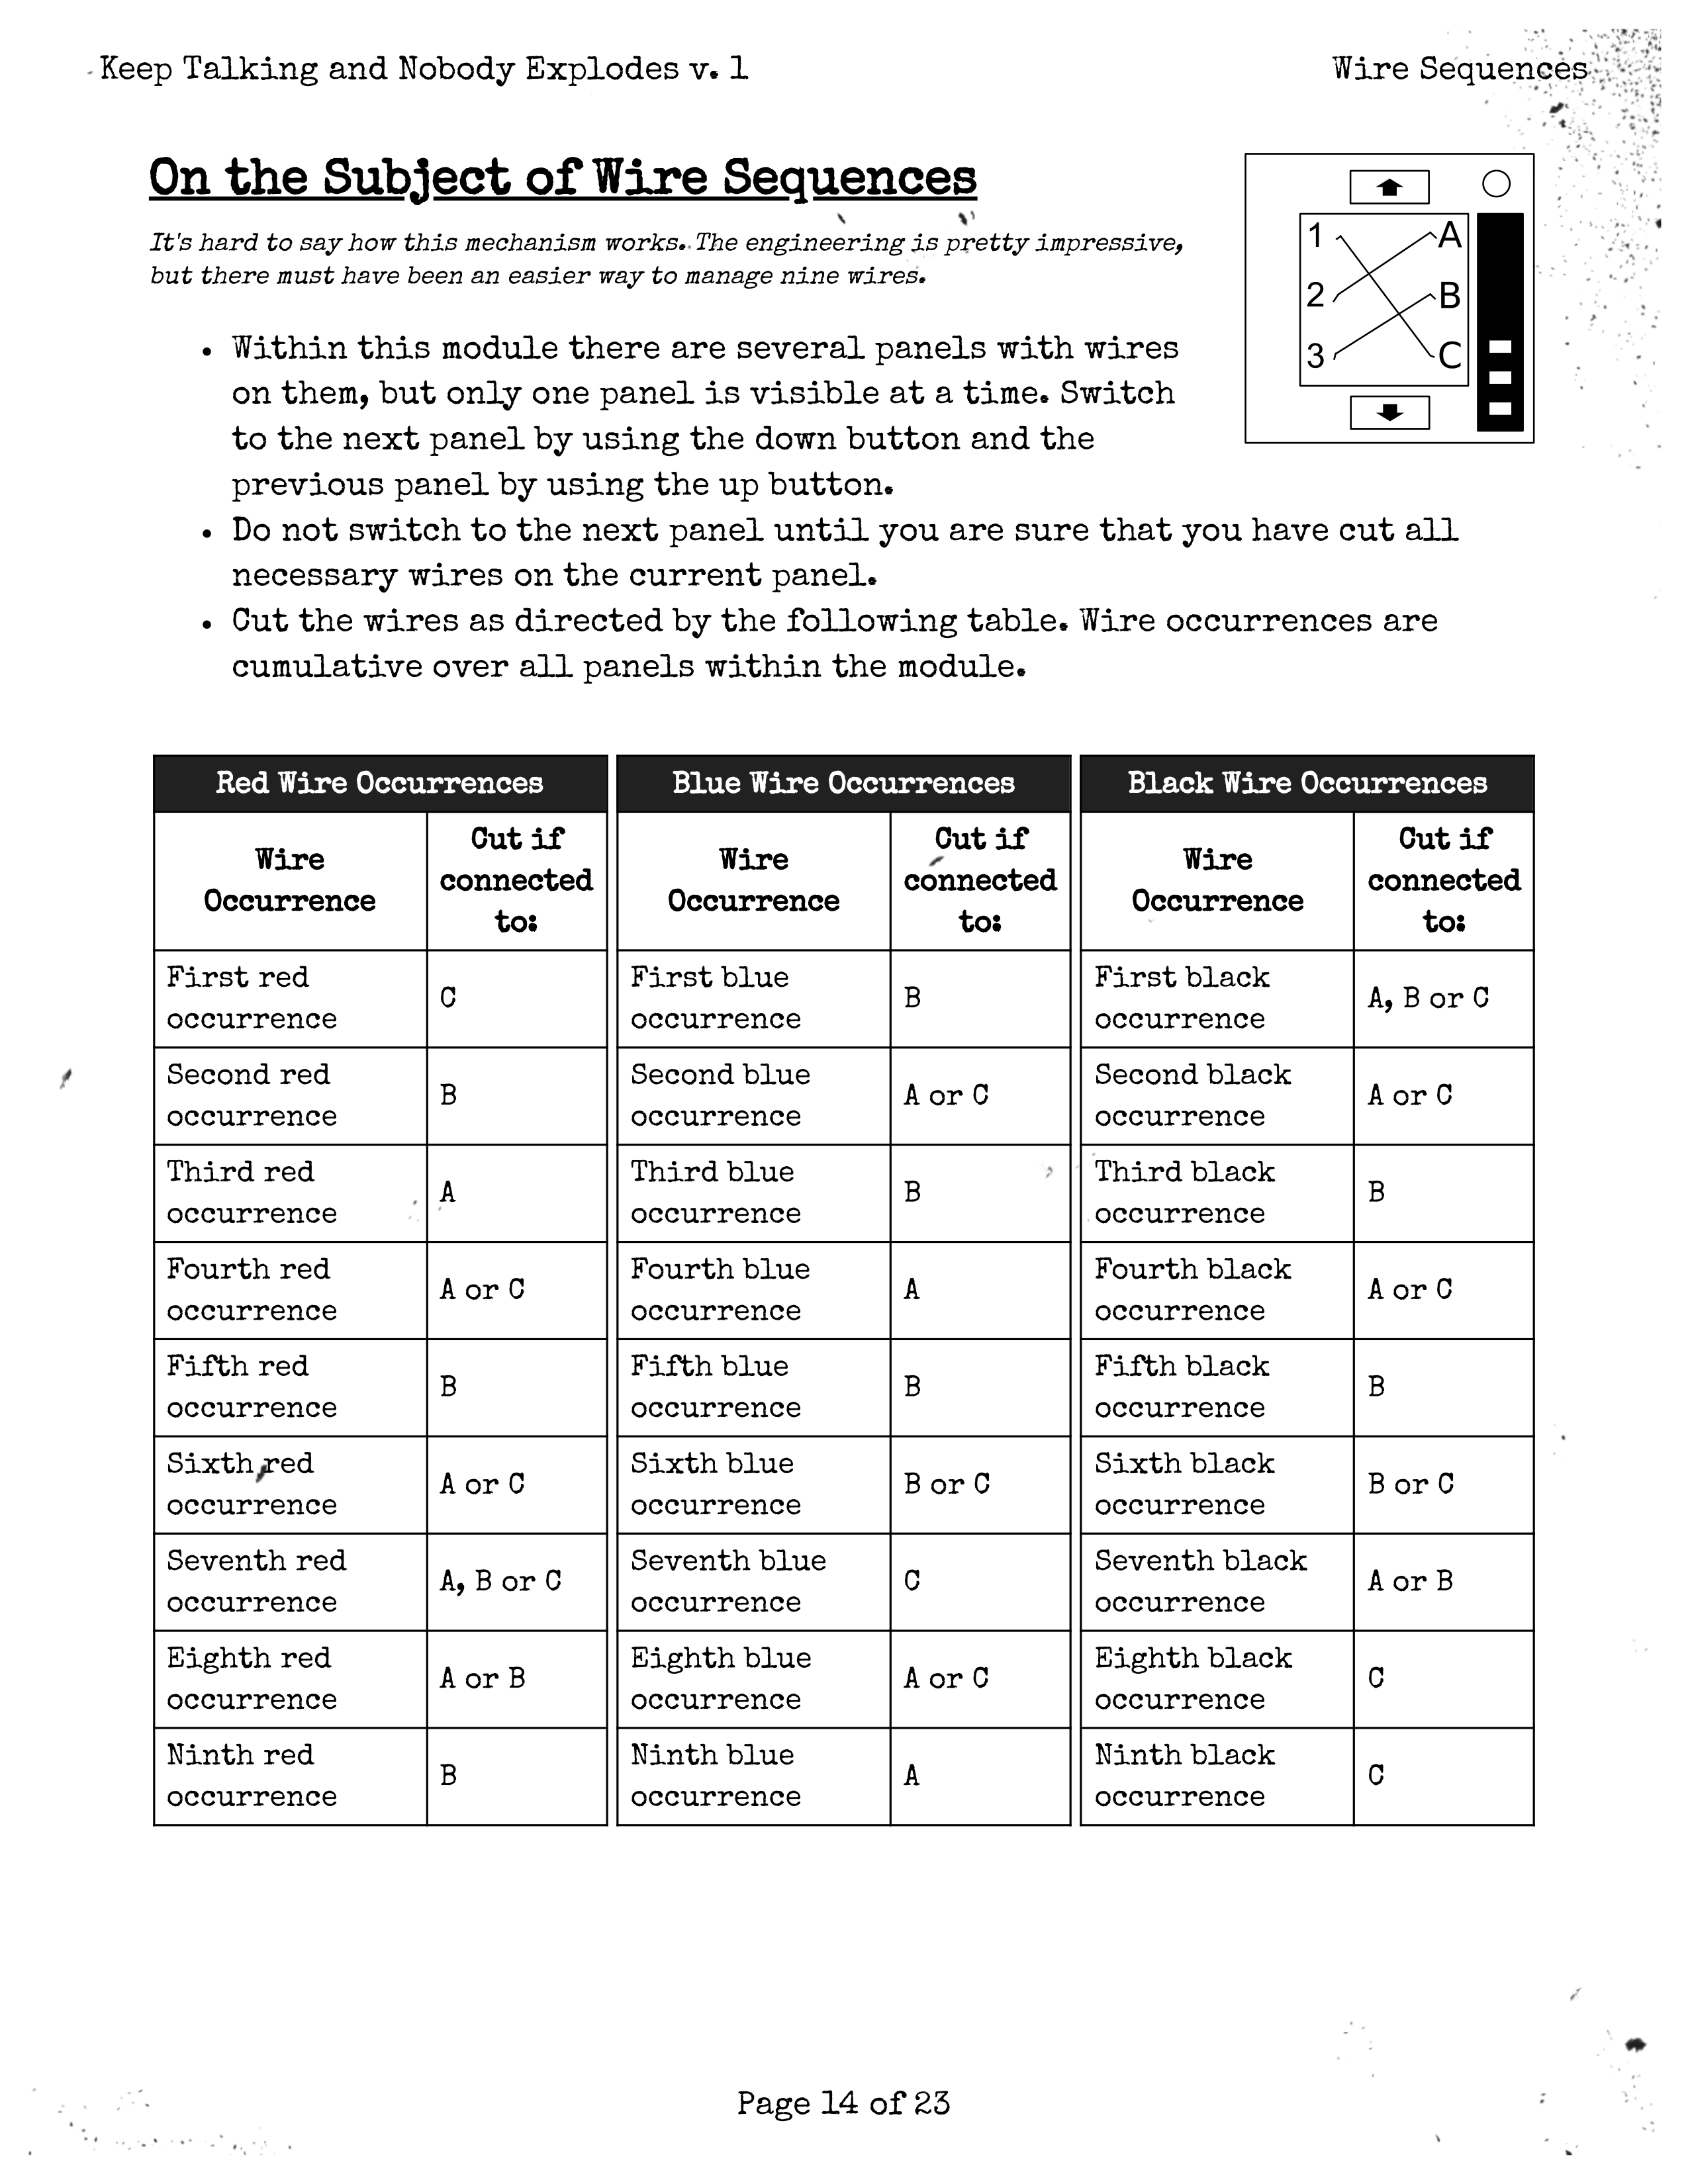 Keep Talking and Nobody Explodes v. 1
Wire Sequences
On the Subject of Wire Sequences
It's hard to say how this mechanism works. The engineering is pretty impressive,
but there must have been an easier way to manage nine wires.
1 A
2 B
3 C
• Within this module there are several panels with wires
on them, but only one panel is visible at a time. Switch
to the next panel by using the down button and the
previous panel by using the up button.
• Do not switch to the next panel until you are sure that you have cut all
necessary wires on the current panel.
• Cut the wires as directed by the following table. Wire occurrences are
cumulative over all panels within the module.
Red Wire Occurrences
Wire
Occurrence
Cut if
connected
to:
First red
occurrence
C
Second red
occurrence
B
Third red
occurrence
A
Fourth red
occurrence
A or C
Fifth red
occurrence
B
Sixth red
occurrence
A or C
Seventh red
occurrence
A, B or C
Eighth red
occurrence
A or B
Ninth red
occurrence
B
Blue Wire Occurrences
Wire
Occurrence
Cut if
connected
to:
First blue
occurrence
B
Second blue
occurrence
A or C
Third blue
occurrence
B
Fourth blue
occurrence
A
Fifth blue
occurrence
B
Sixth blue
occurrence
B or C
Seventh blue
occurrence
C
Eighth blue
occurrence
A or C
Ninth blue
occurrence
A
Black Wire Occurrences
Wire
Occurrence
Cut if
connected
to:
First black
occurrence
A, B or C
Second black
occurrence
A or C
Third black
occurrence
B
Fourth black
occurrence
A or C
Fifth black
occurrence
B
Sixth black
occurrence
B or C
Seventh black
occurrence
A or B
Eighth black
occurrence
C
Ninth black
occurrence
C
Page 14 of 23